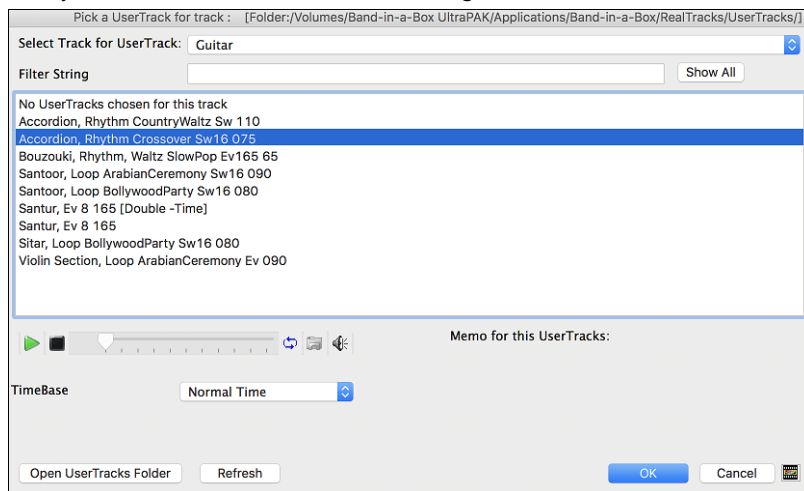 Pick a UserTrack for track : [Folder:/Volumes/Band-in-a-Box UltraPAK/Applications/Band-in-a-Box/RealTracks/UserTracks/]
Select Track for UserTrack: Guitar
Filter String Show All
No UserTracks chosen for this track
Accordion, Rhythm CountryWaltz Sw 110
Accordion, Rhythm Crossover Sw16 075
Bouzouki, Rhythm, Waltz SlowPop Ev165 65
Santoor, Loop ArabianCeremony Sw16 090
Santoor, Loop BollywoodParty Sw16 080
Santur, Ev 8 165 [Double -Time]
Santur, Ev 8 165
Sitar, Loop BollywoodParty Sw16 080
Violin Section, Loop ArabianCeremony Ev 090
Memo for this UserTracks:
TimeBase Normal Time
Open UserTracks Folder Refresh OK Cancel